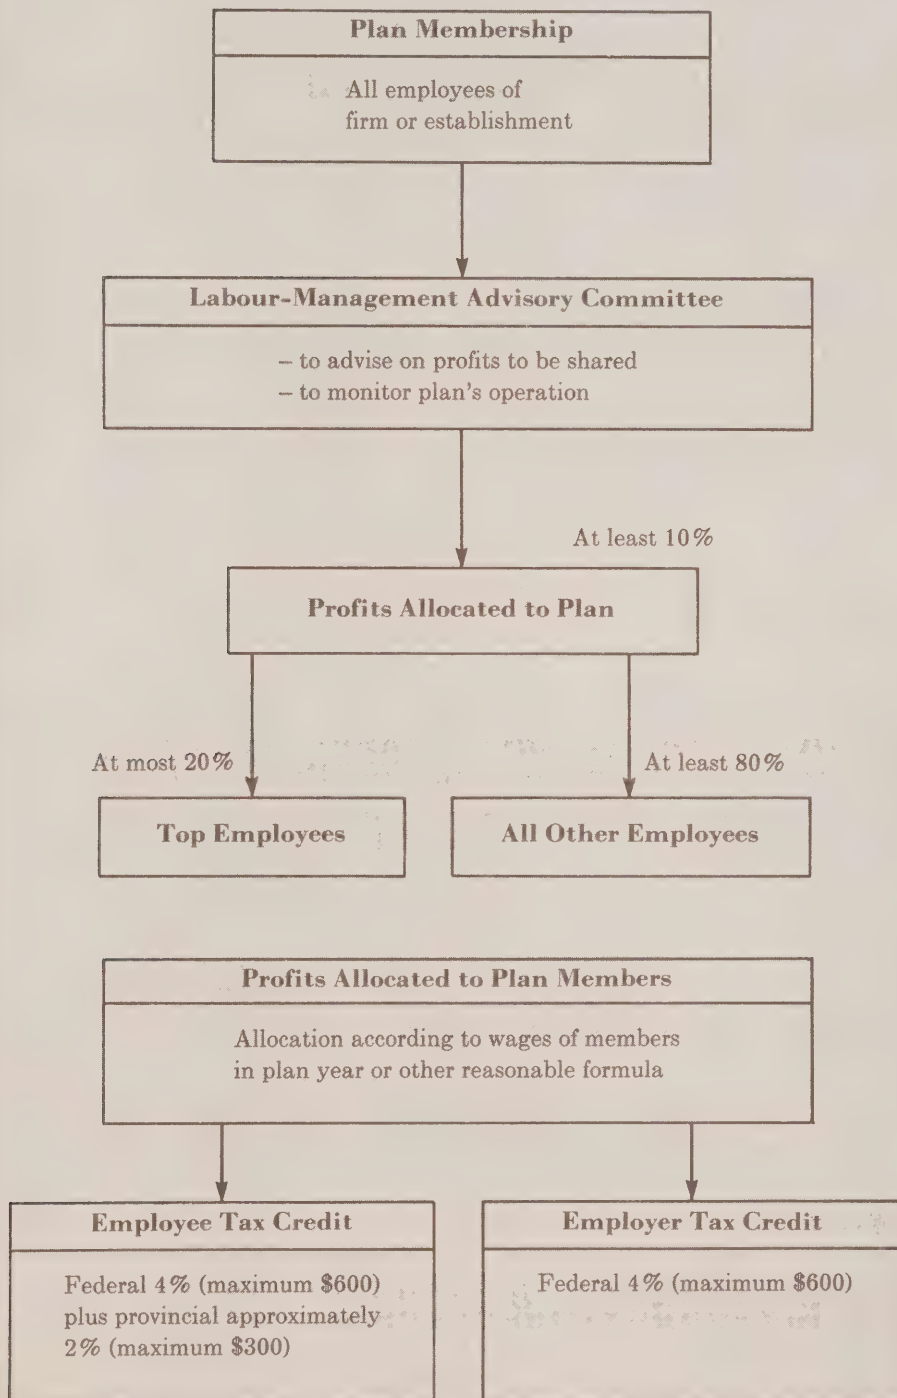 Plan Membership
All employees of
firm or establishment
Labour-Management Advisory Committee
– to advise on profits to be shared
– to monitor plan's operation
At least 10%
Profits Allocated to Plan
At most 20%
At least 80%
Top Employees
All Other Employees
Profits Allocated to Plan Members
Allocation according to wages of members
in plan year or other reasonable formula
Employee Tax Credit
Federal 4% (maximum $600)
plus provincial approximately
2% (maximum $300)
Employer Tax Credit
Federal 4% (maximum $600)